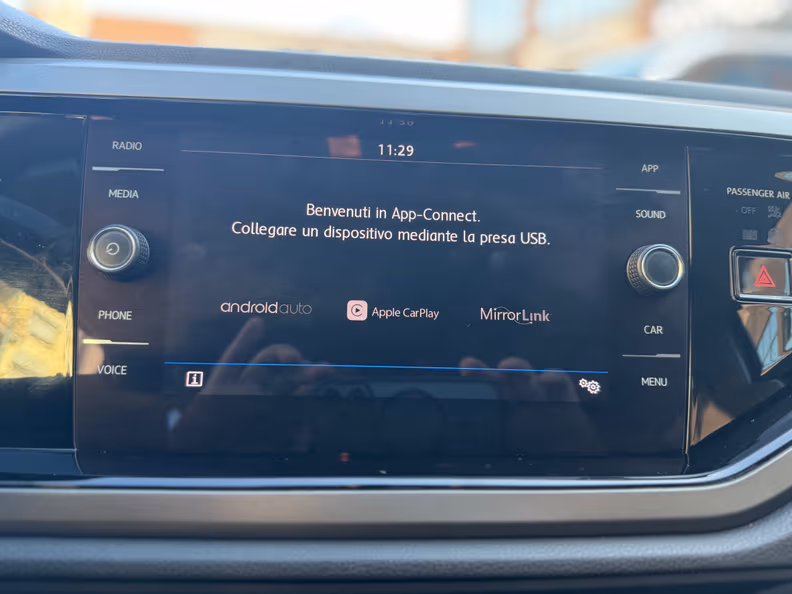 11:29
RADIO
MEDIA
PHONE
VOICE
Benvenuti in App-Connect.
Collegare un dispositivo mediante la presa USB.
androidauto
Apple CarPlay
MirrorLink
APP
SOUND
CAR
MENU
PASSENGER AIR
OFF